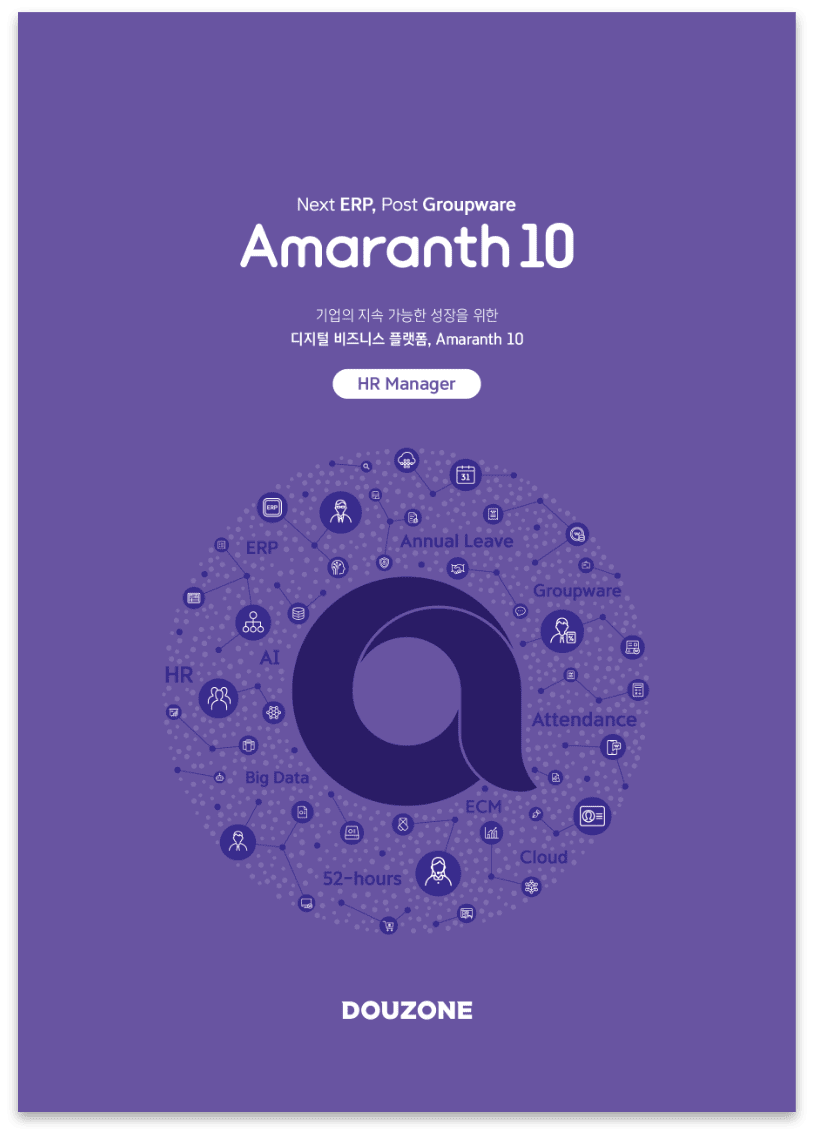 Next ERP, Post Groupware
Amaranth 10
기업의 지속 가능한 성장을 위한
디지털 비즈니스 플랫폼, Amaranth 10
HR Manager
31
ERP
Annual Leave
ERP
Groupware
AI
HR
Attendance
Big Data
ECM
Cloud
52-hours
DOUZONE